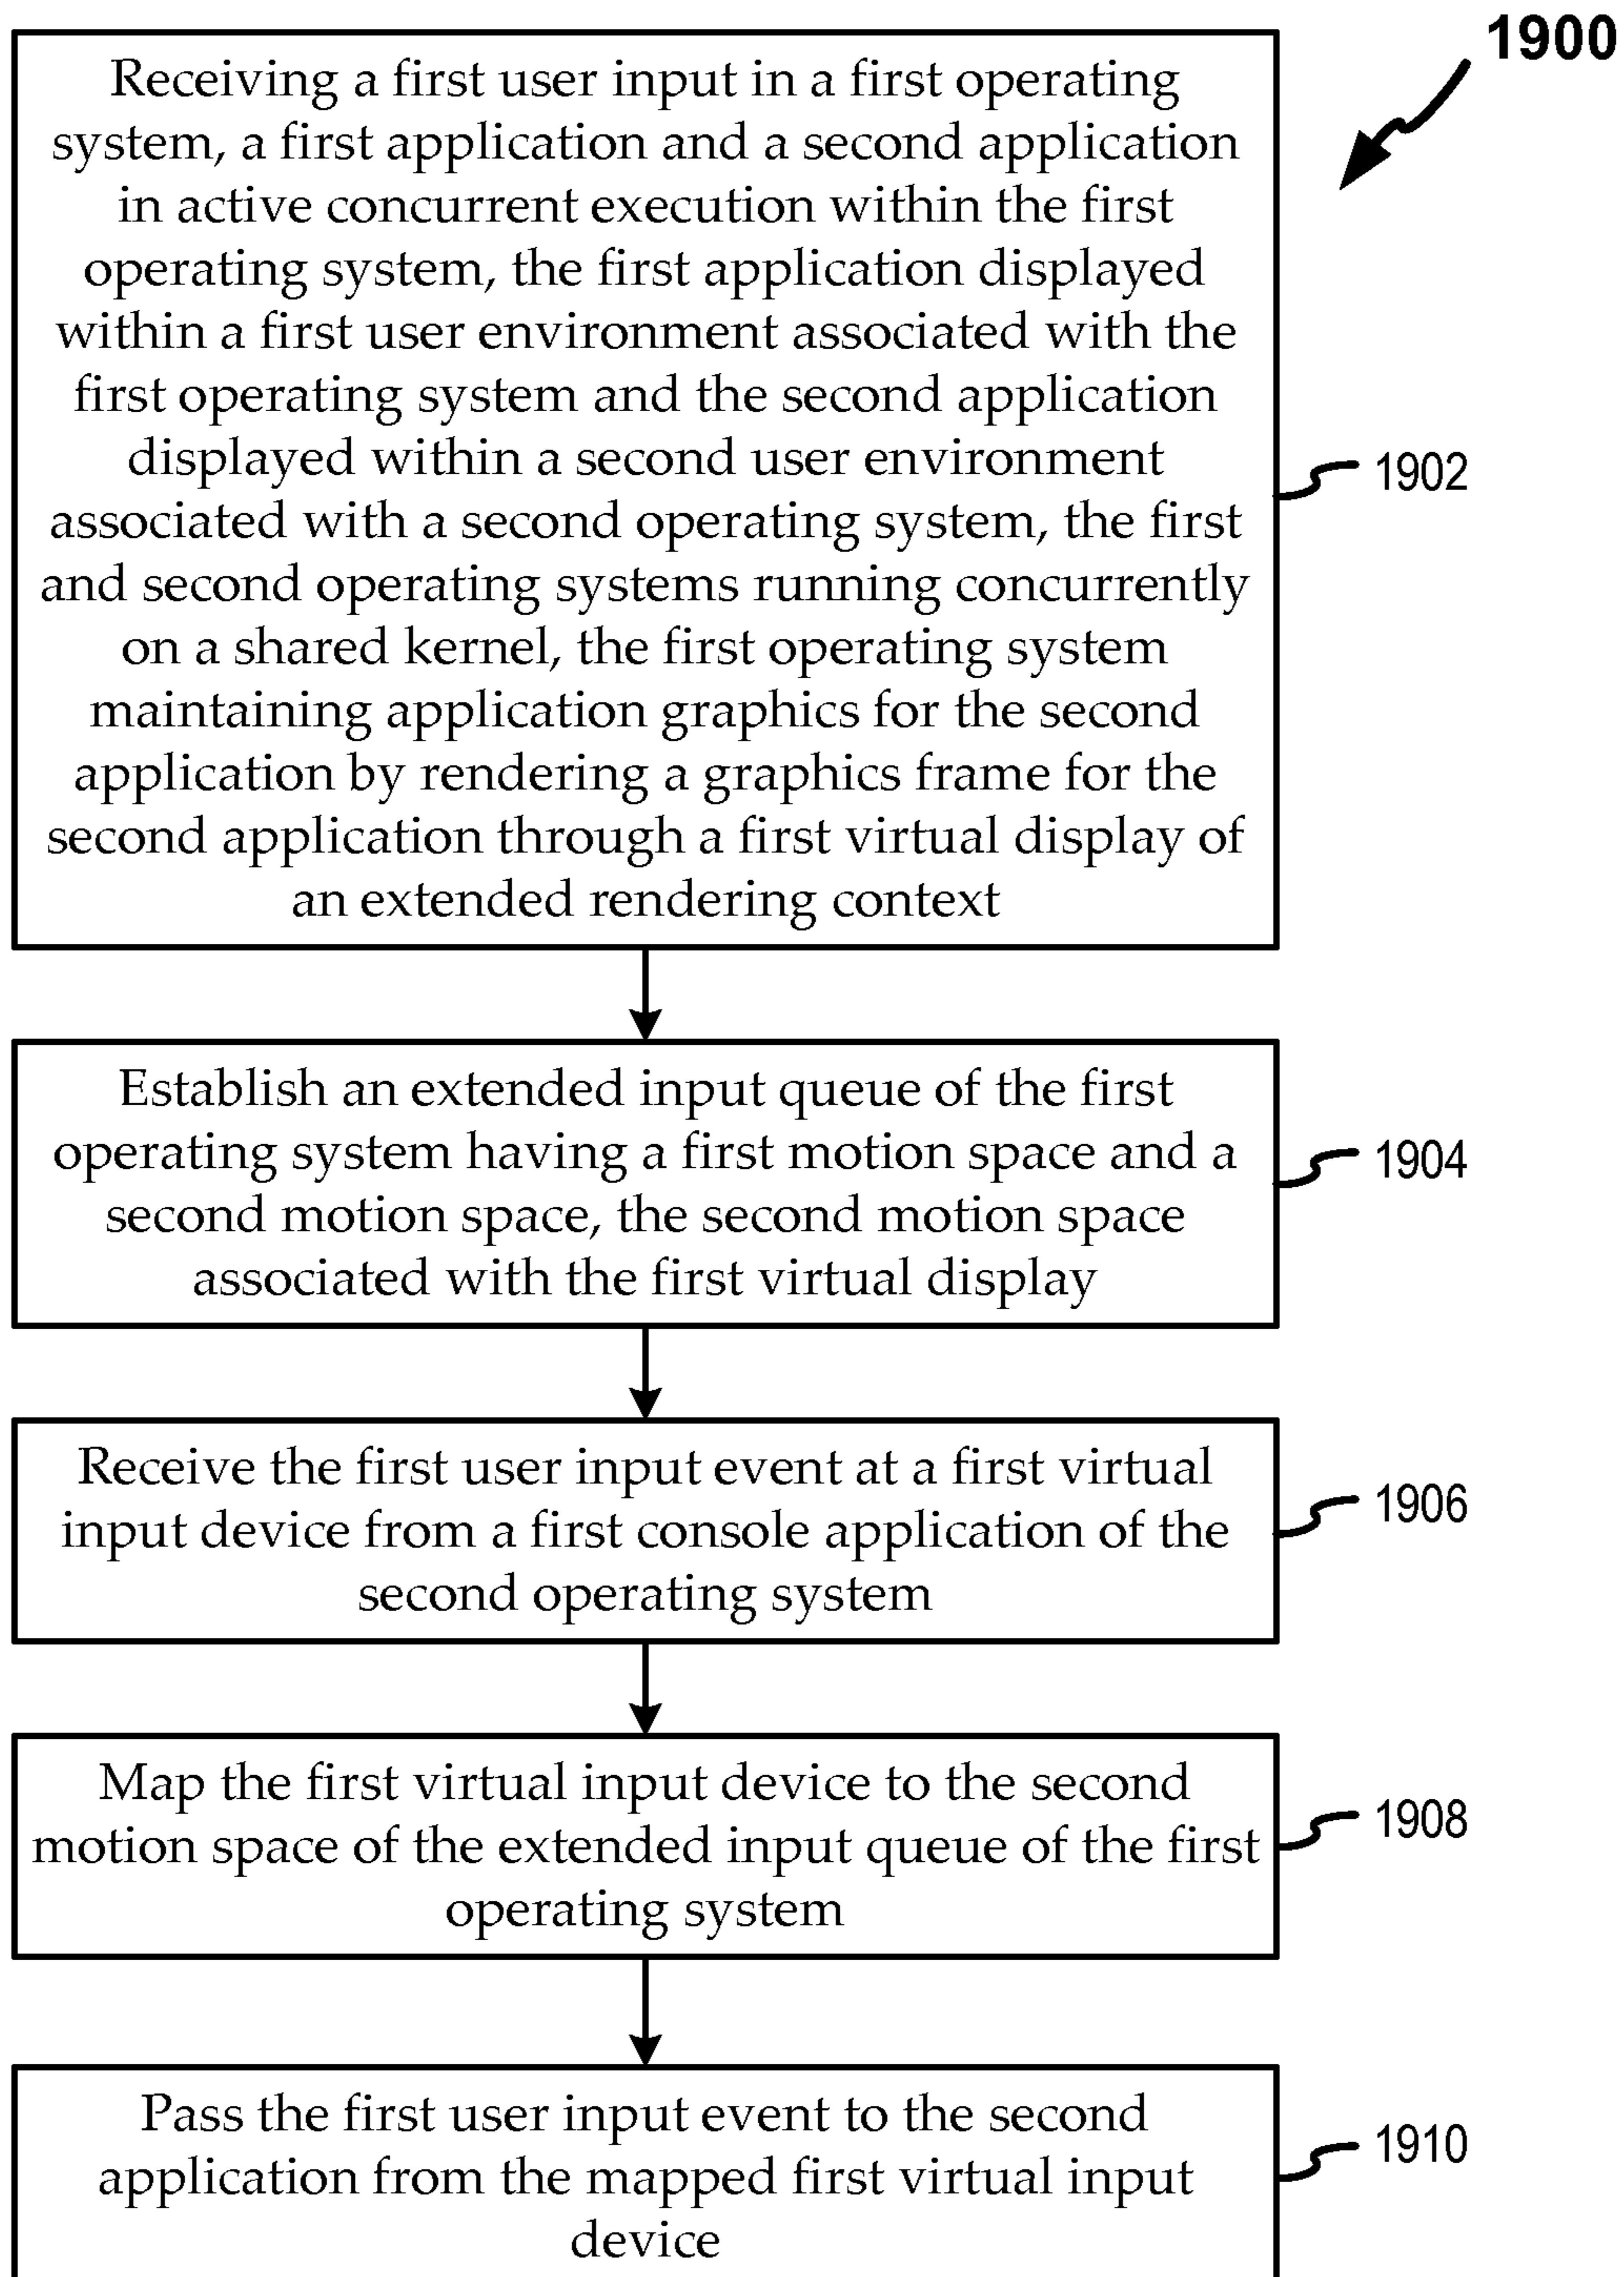 1900
Receiving a first user input in a first operating
system, a first application and a second application
in active concurrent execution within the first
operating system, the first application displayed
within a first user environment associated with the
first operating system and the second application
displayed within a second user environment
associated with a second operating system, the first
and second operating systems running concurrently
on a shared kernel, the first operating system
maintaining application graphics for the second
application by rendering a graphics frame for the
second application through a first virtual display of
an extended rendering context
1902
Establish an extended input queue of the first
operating system having a first motion space and a
second motion space, the second motion space
associated with the first virtual display
1904
Receive the first user input event at a first virtual
input device from a first console application of the
second operating system
1906
Map the first virtual input device to the second
motion space of the extended input queue of the first
operating system
1908
Pass the first user input event to the second
application from the mapped first virtual input
device
1910